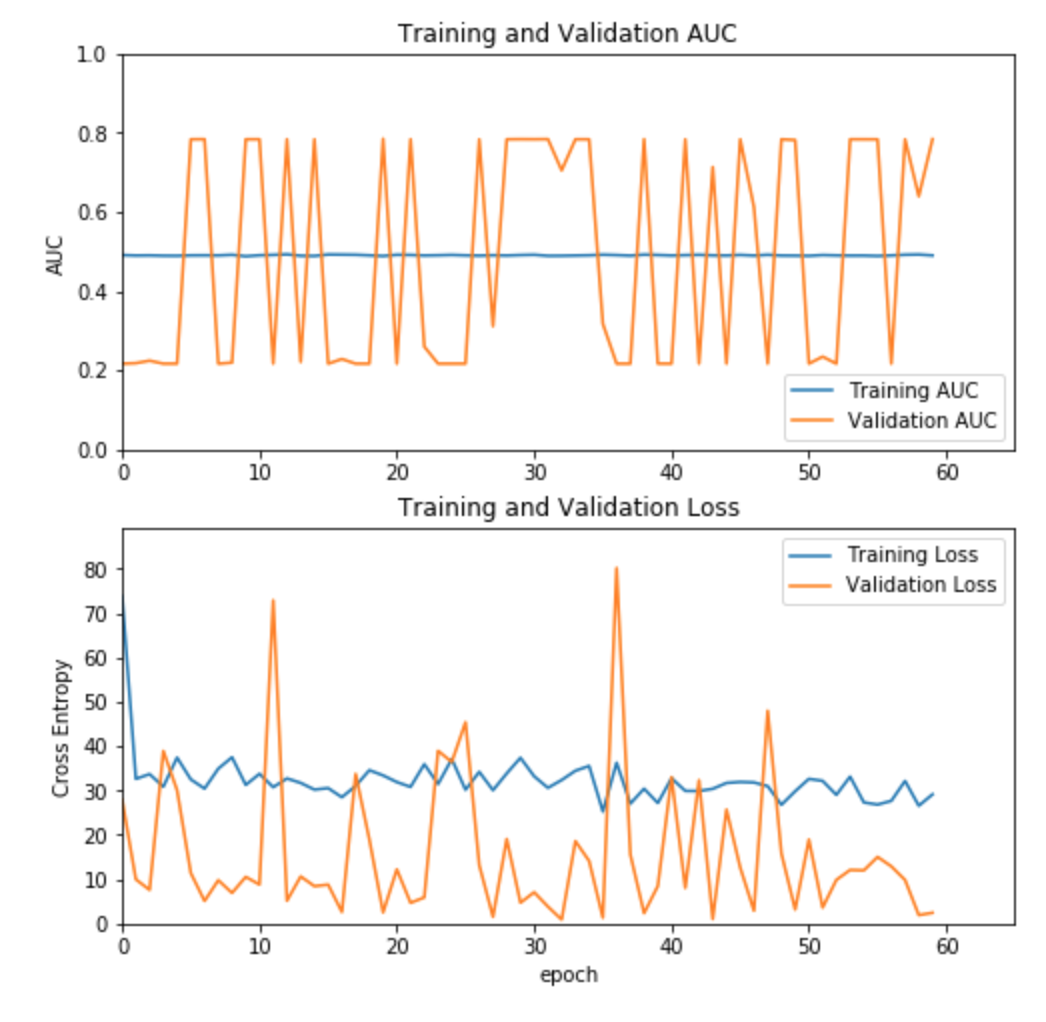 Training and Validation AUC
1.0
0.8
0.6
0.4
0.2
0.0
AUC
Training AUC
Validation AUC
0 10 20 30 40 50 60
Training and Validation Loss
80
70
60
50
40
30
20
10
0
Cross Entropy
Training Loss
Validation Loss
0 10 20 30 40 50 60
epoch